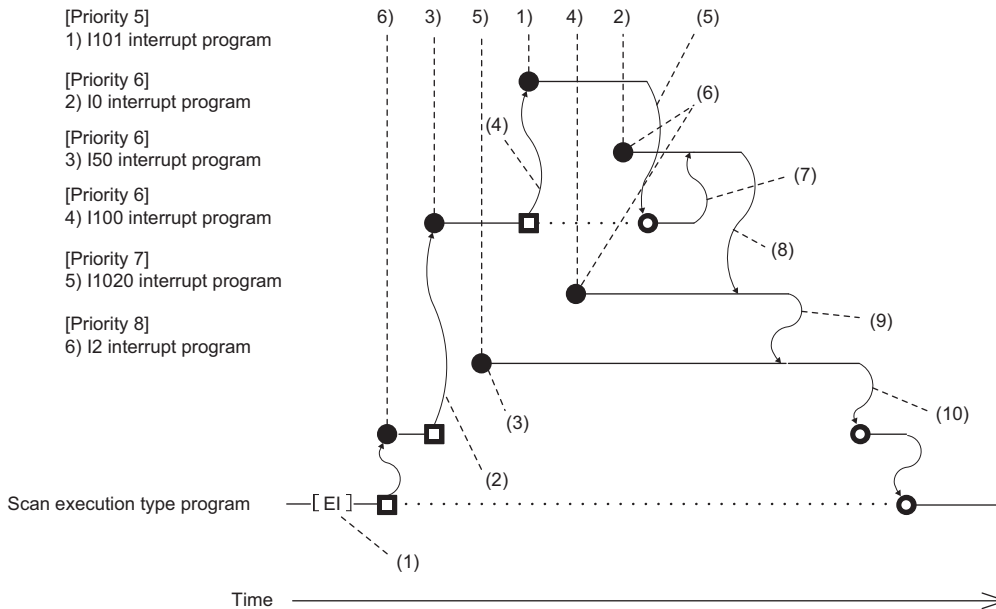 [Priority 5]
1) I101 interrupt program
[Priority 6]
2) I0 interrupt program
[Priority 6]
3) I50 interrupt program
[Priority 6]
4) I100 interrupt program
[Priority 7]
5) I1020 interrupt program
[Priority 8]
6) I2 interrupt program
6) 3) 5) 1) 4) 2) (5)
(6)
(4)
(7)
(8)
(9)
(10)
(3)
(2)
Scan execution type program [ EI ]
(1)
Time